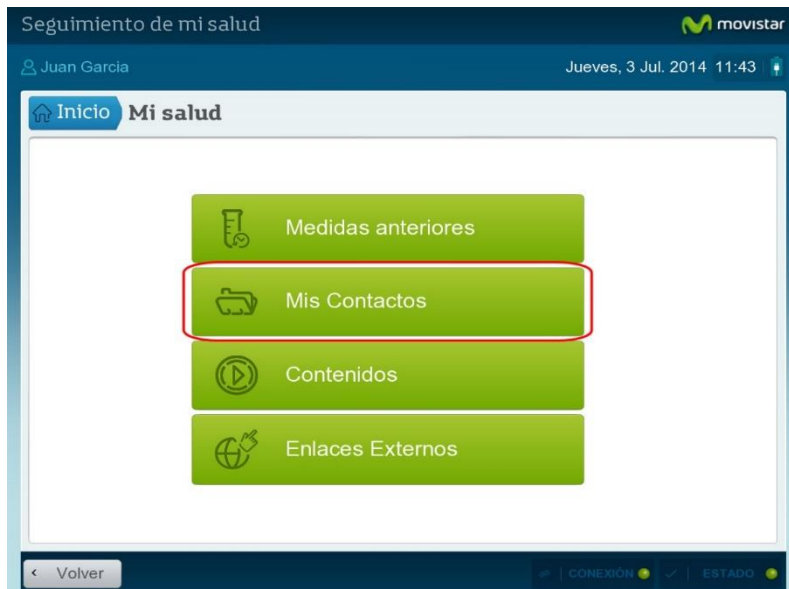 Seguimiento de mi salud
movistar
Juan Garcia
Jueves, 3 Jul. 2014 11:43
Inicio Mi salud
Medidas anteriores
Mis Contactos
Contenidos
Enlaces Externos
Volver
CONEXIÓN
ESTADO